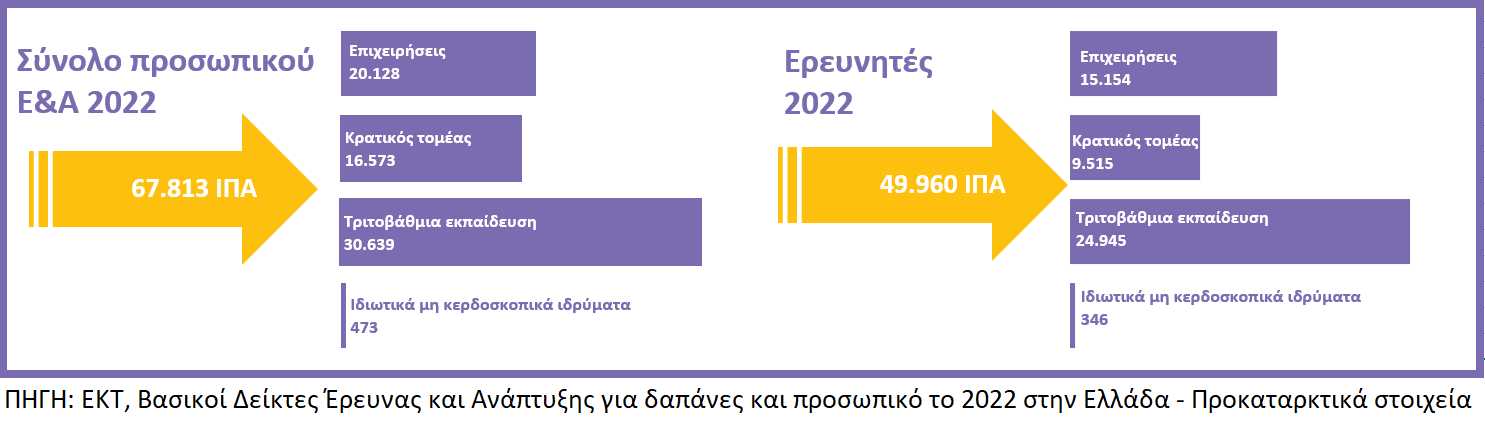 Σύνολο προσωπικού
Ε&Α 2022
67.813 ΙΠΑ
Επιχειρήσεις
20.128
Κρατικός τομέας
16.573
Τριτοβάθμια εκπαίδευση
30.639
Ιδιωτικά μη κερδοσκοπικά ιδρύματα
473
Ερευνητές
2022
49.960 ΙΠΑ
Επιχειρήσεις
15.154
Κρατικός τομέας
9.515
Τριτοβάθμια εκπαίδευση
24.945
Ιδιωτικά μη κερδοσκοπικά ιδρύματα
346
ΠΗΓΗ: ΕΚΤ, Βασικοί Δείκτες Έρευνας και Ανάπτυξης για δαπάνες και προσωπικό το 2022 στην Ελλάδα - Προκαταρκτικά στοιχεία